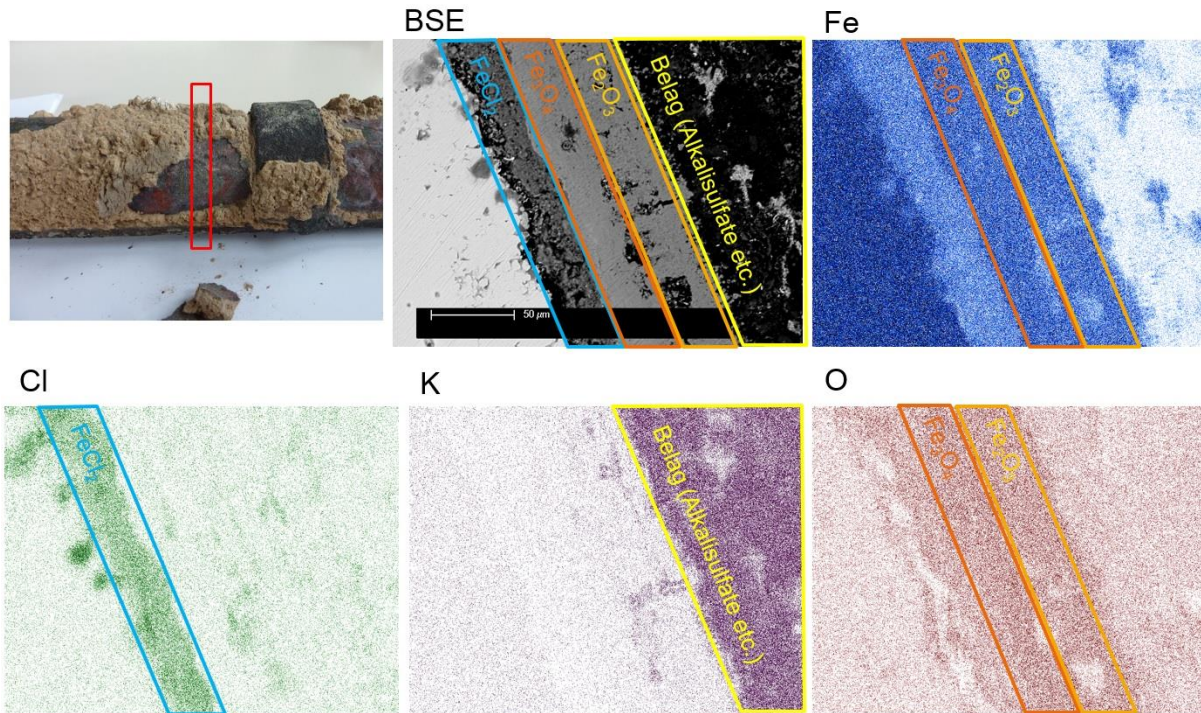 BSE
Fe
FeCl₂
Fe₃O₄
Fe₂O₃
Belag (Alkalisulfate etc.)
Fe₃O₄
Fe₂O₃
50 μm
Cl
K
O
FeCl₂
Belag (Alkalisulfate etc.)
Fe₃O₄
Fe₂O₃